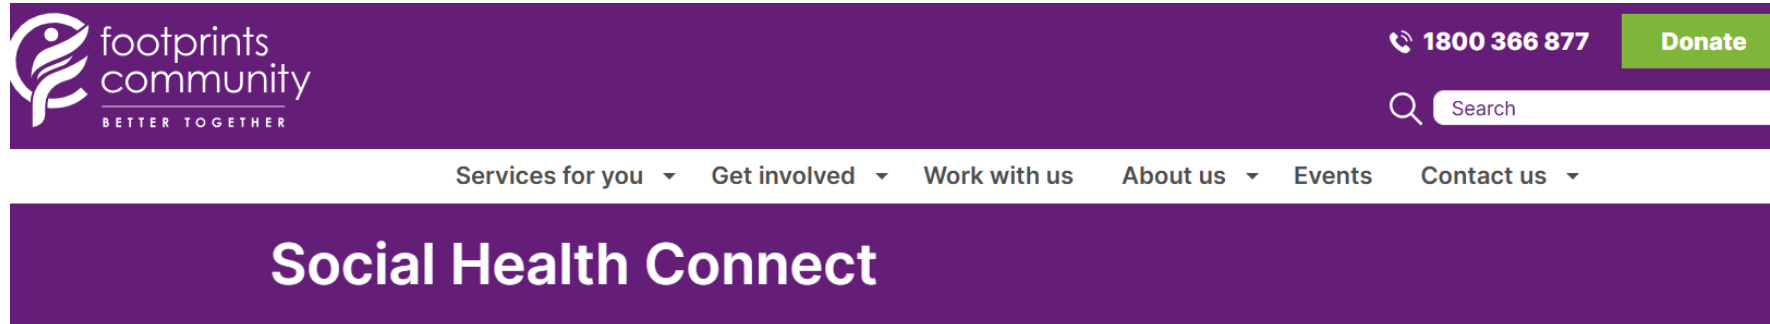 footprints
community
BETTER TOGETHER
1800 366 877
Donate
Search
Services for you Get involved Work with us About us Events Contact us
Social Health Connect